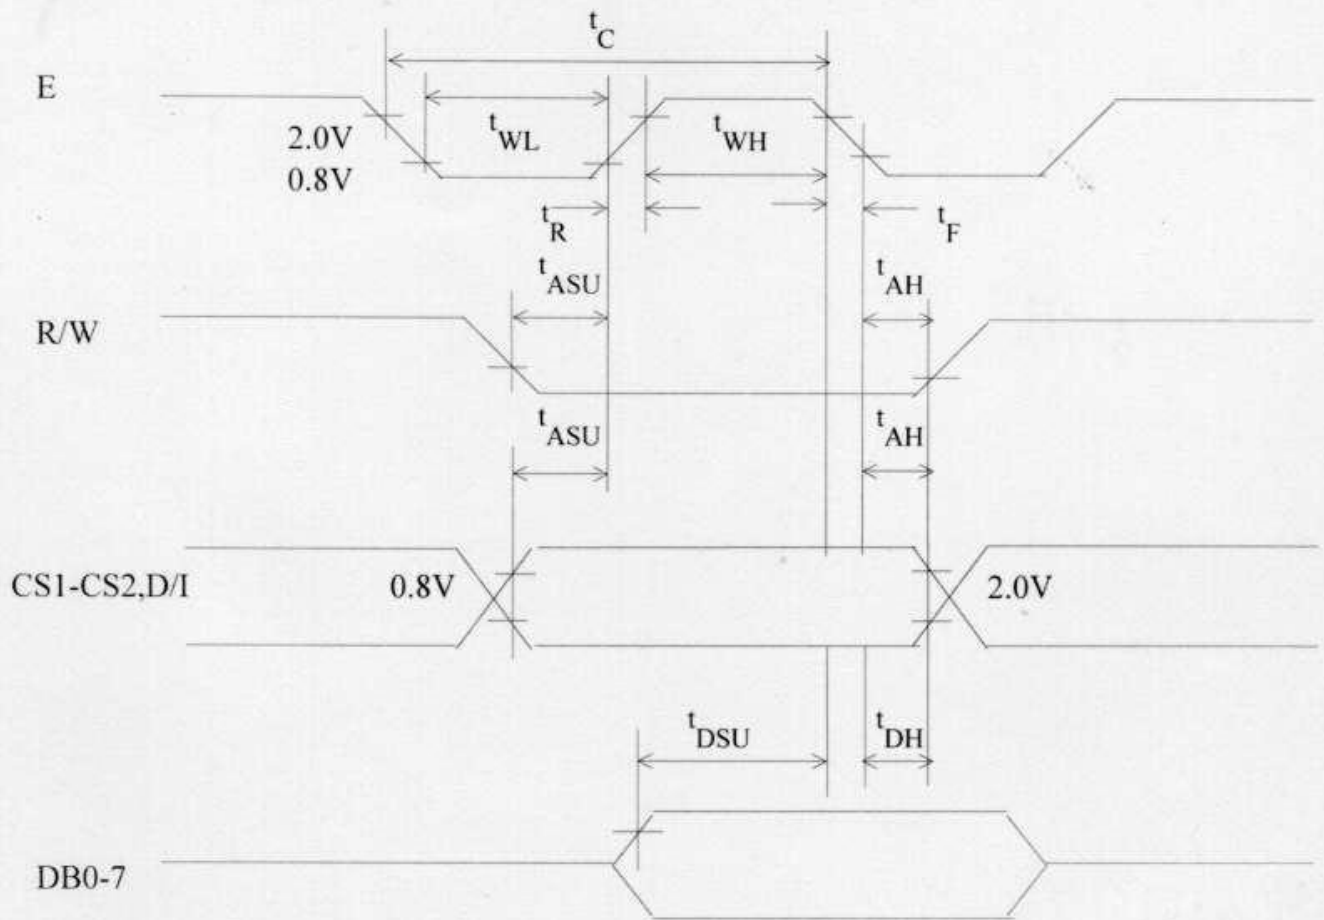 tC
E
2.0V
0.8V
tWL
tWH
tR
tF
tASU
tAH
R/W
tASU
tAH
CS1-CS2,D/I
0.8V
2.0V
tDSU
tDH
DB0-7